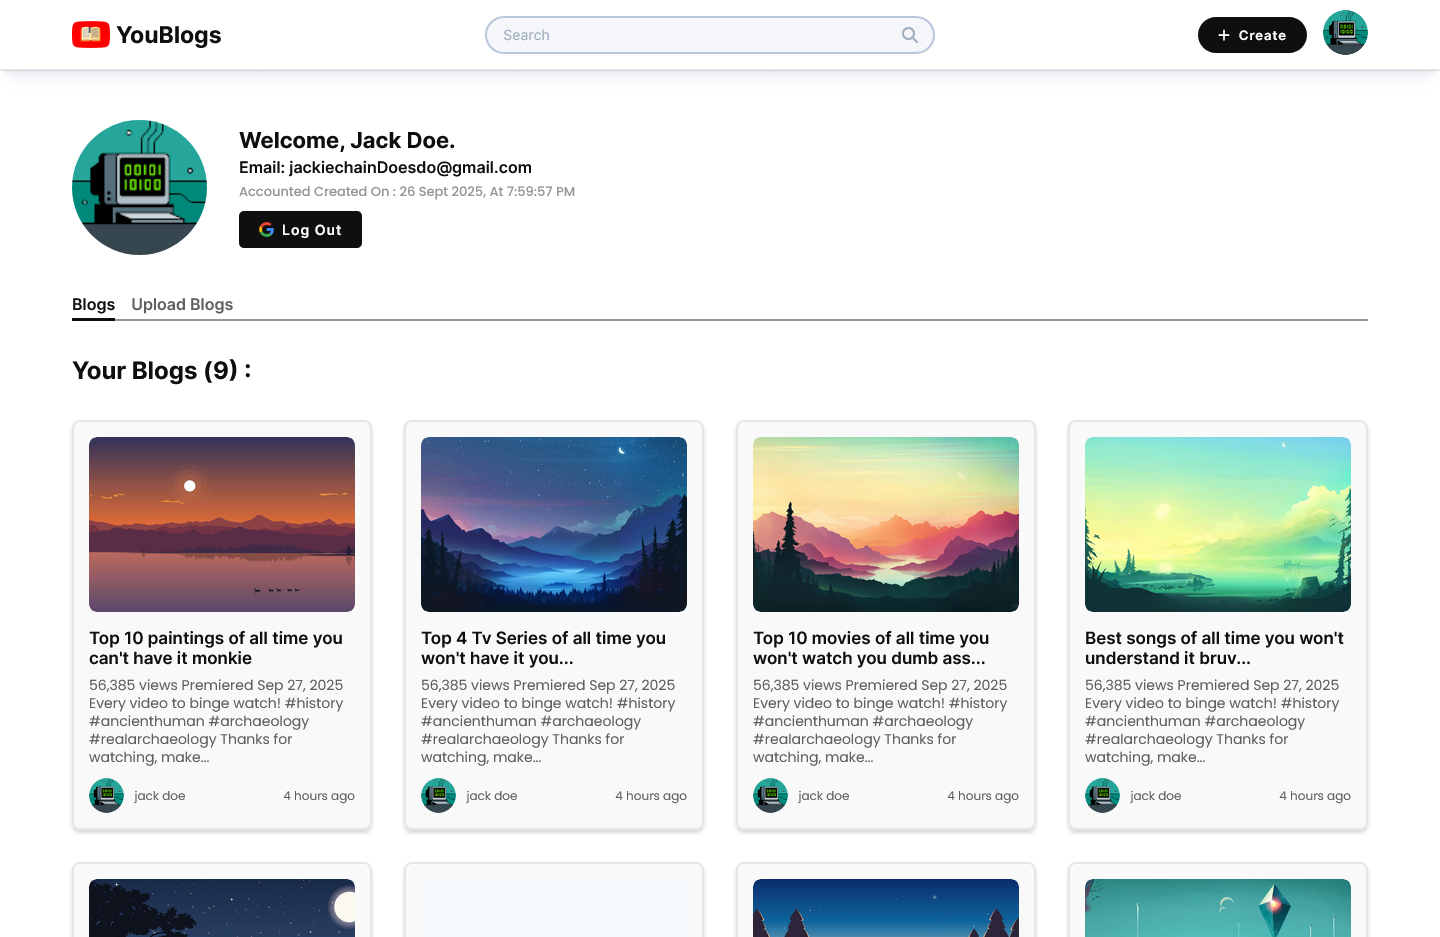 YouBlogs
Search
+ Create
00101
10100
Welcome, Jack Doe.
Email: jackiechainDoesdo@gmail.com
Accounted Created On : 26 Sept 2025, At 7:59:57 PM
Log Out
Blogs Upload Blogs
Your Blogs (9) :
Top 10 paintings of all time you
can't have it monkie
56,385 views Premiered Sep 27, 2025
Every video to binge watch! #history
#ancienthuman #archaeology
#realarchaeology Thanks for
watching, make...
jack doe 4 hours ago
Top 4 Tv Series of all time you
won't have it you...
56,385 views Premiered Sep 27, 2025
Every video to binge watch! #history
#ancienthuman #archaeology
#realarchaeology Thanks for
watching, make...
jack doe 4 hours ago
Top 10 movies of all time you
won't watch you dumb ass...
56,385 views Premiered Sep 27, 2025
Every video to binge watch! #history
#ancienthuman #archaeology
#realarchaeology Thanks for
watching, make...
jack doe 4 hours ago
Best songs of all time you won't
understand it bruv...
56,385 views Premiered Sep 27, 2025
Every video to binge watch! #history
#ancienthuman #archaeology
#realarchaeology Thanks for
watching, make...
jack doe 4 hours ago